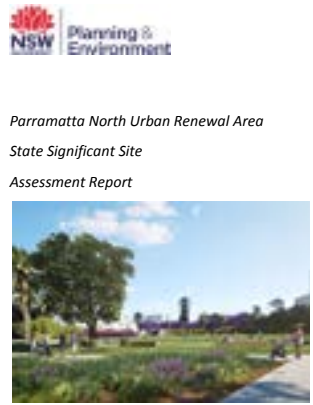 NSW
Planning &
Environment
Parramatta North Urban Renewal Area
State Significant Site
Assessment Report